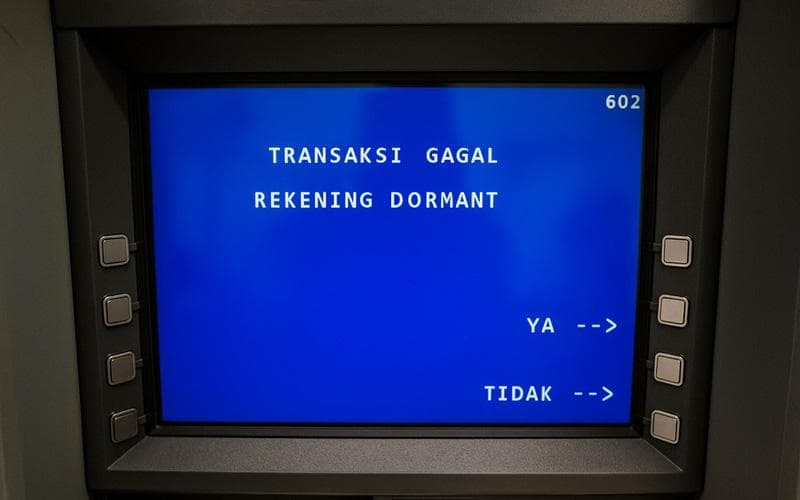 602
TRANSAKSI GAGAL
REKENING DORMANT
YA -->
TIDAK -->